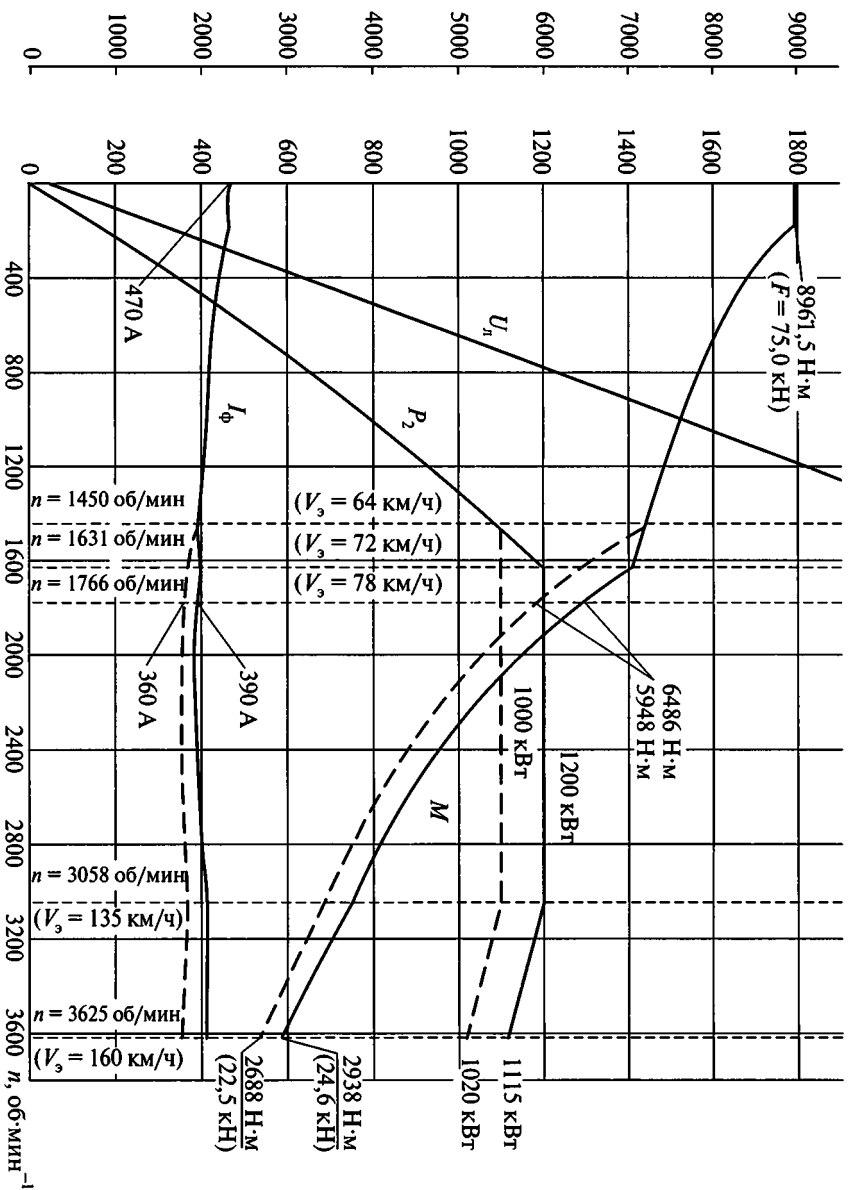 9000
8000
7000
6000
5000
4000
3000
2000
1000
0
1800
1600
1400
1200
1000
800
600
400
200
0
400
800
1200
1600
2000
2400
2800
3200
3600
n, об·мин⁻¹
8961,5 Н·м
(F = 75,0 кН)
Uл
P₂
Iф
M
470 А
n = 1450 об/мин
(Vэ = 64 км/ч)
n = 1631 об/мин
(Vэ = 72 км/ч)
n = 1766 об/мин
(Vэ = 78 км/ч)
360 А
390 А
6486 Н·м
5948 Н·м
1000 кВт
1200 кВт
n = 3058 об/мин
(Vэ = 135 км/ч)
n = 3625 об/мин
(Vэ = 160 км/ч)
2688 Н·м
(22,5 кН)
2938 Н·м
(24,6 кН)
1020 кВт
1115 кВт